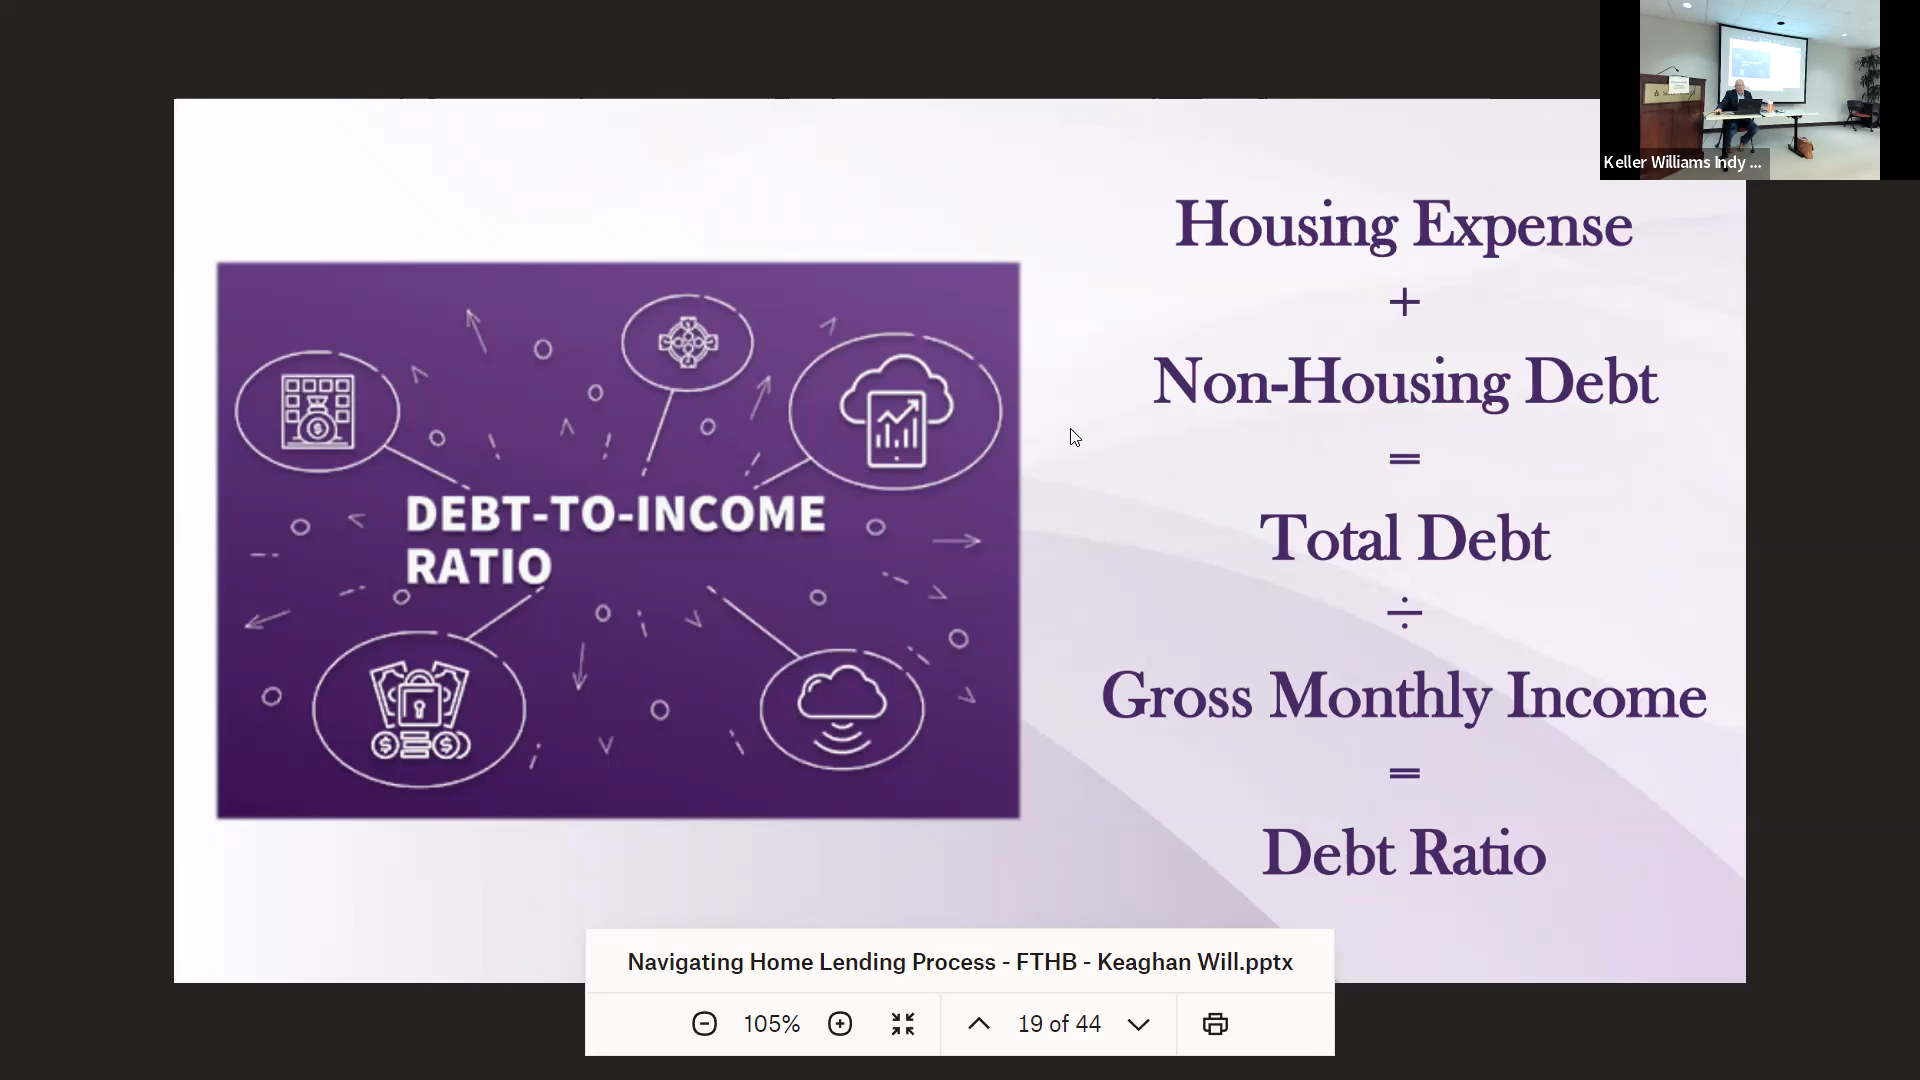 Keller Williams Indy ...
Housing Expense
+
Non-Housing Debt
=
Total Debt
÷
Gross Monthly Income
=
Debt Ratio
DEBT-TO-INCOME
RATIO
Navigating Home Lending Process - FTHB - Keaghan Will.pptx
105%
19 of 44